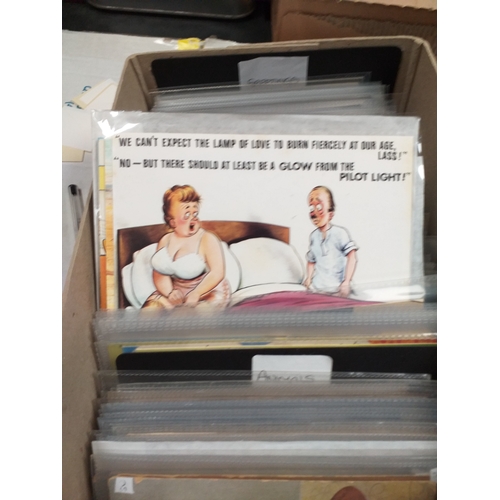 "WE CAN'T EXPECT THE LAMP OF LOVE TO BURN FIERCELY AT OUR AGE,
LASS!"
"NO — BUT THERE SHOULD AT LEAST BE A GLOW FROM THE
PILOT LIGHT!"